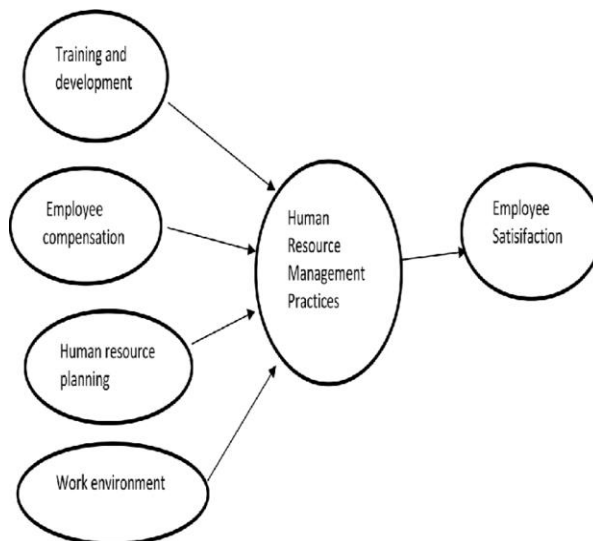 Training and
development
Employee
compensation
Human resource
planning
Work environment
Human
Resource
Management
Practices
Employee
Satisifaction